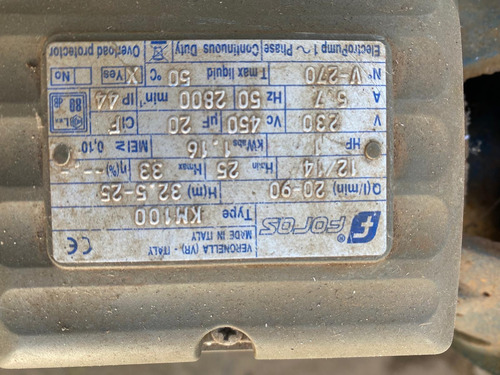 FORAS®
VERONELLA (VR) - ITALY
MADE IN ITALY
CE
Type KM100
Q(l/min) 20-90 H(m) 32,5-25
12/14 Hmin 25 Hmax 33 η(%) --,-
HP 1 kWabs 1.16 MEI≥ 0,10
V 230 Vc 450 µF 20 Cl F
A 5.7 Hz 50 2800 min⁻¹ IP 44
N° V-270 T max liquid 50 °C X Yes No
ElectroPump 1 ~ Phase Continuous Duty Overload protector
80 dB